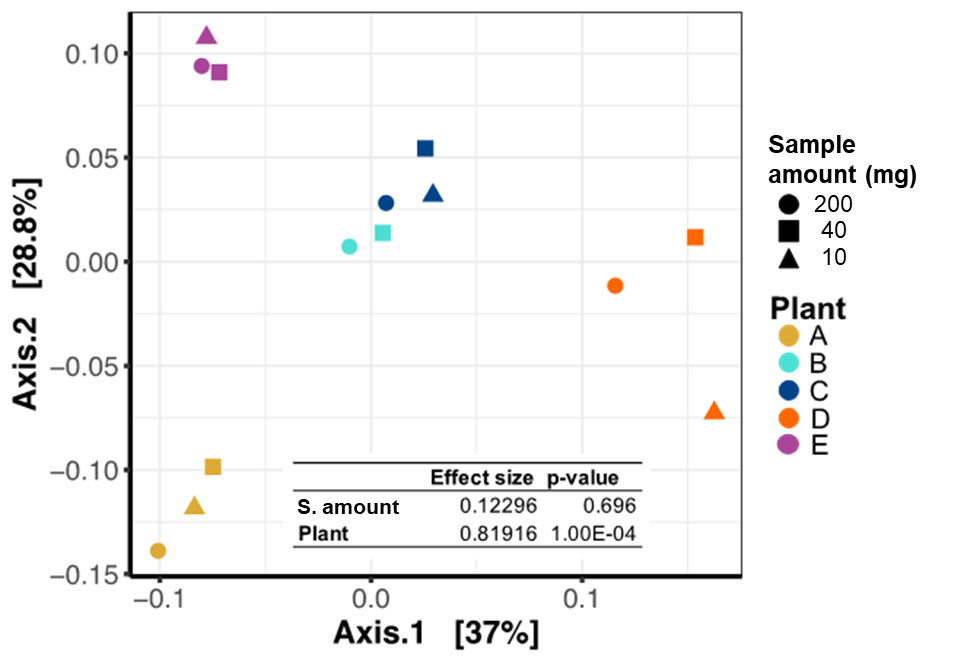 0.10
0.05
0.00
−0.05
−0.10
−0.15
Axis.2 [28.8%]
−0.1 0.0 0.1
Axis.1 [37%]
Effect size p-value
S. amount 0.12296 0.696
Plant 0.81916 1.00E-04
Sample
amount (mg)
200
40
10
Plant
A
B
C
D
E